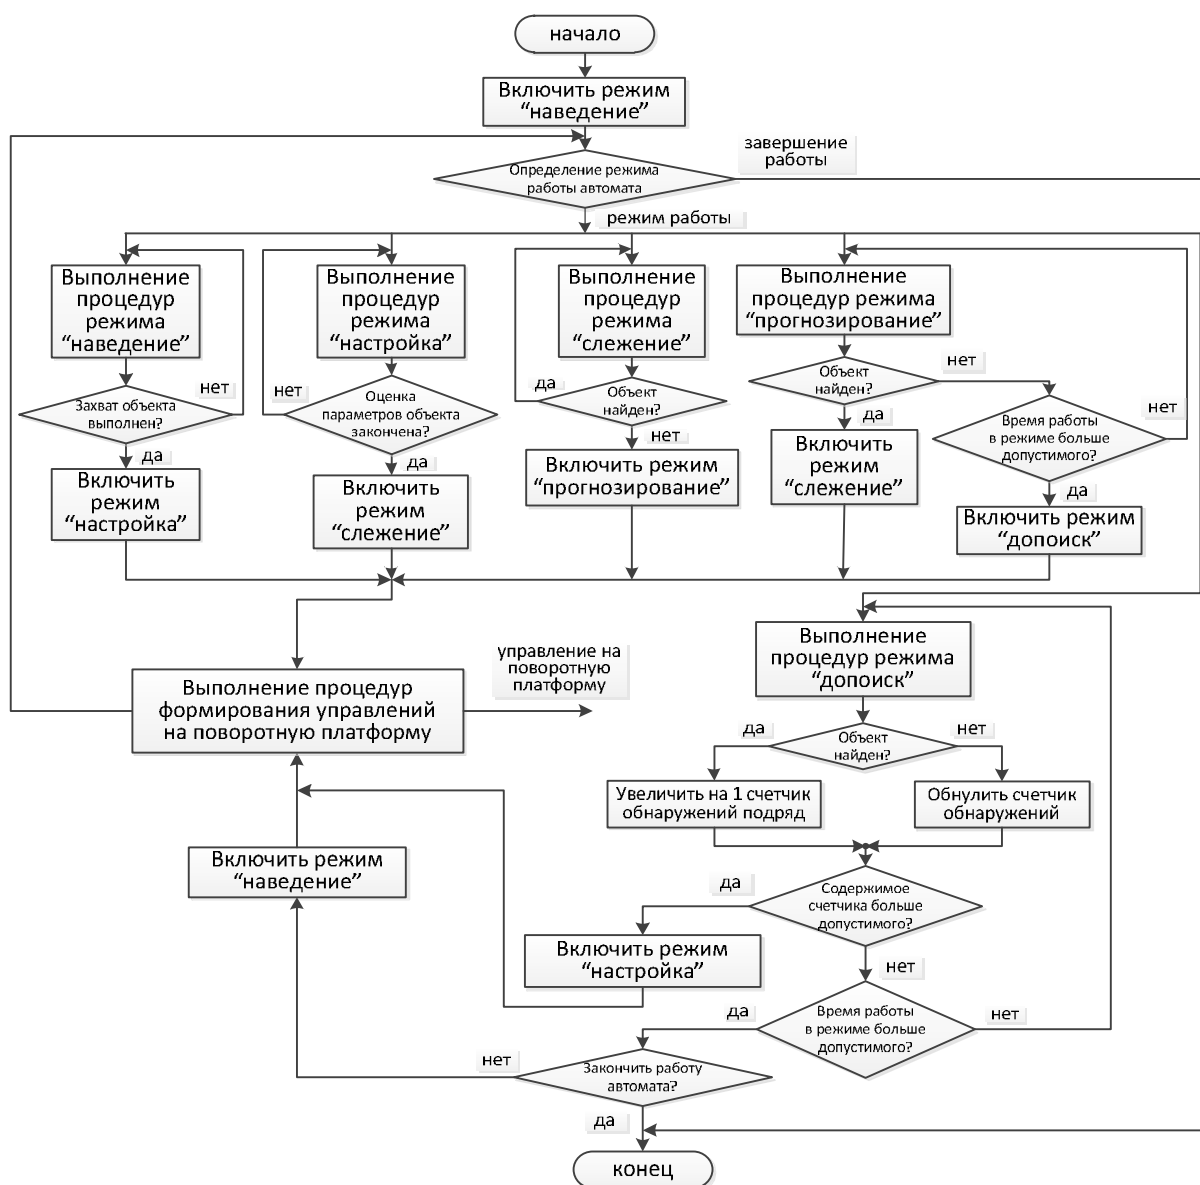 начало
Включить режим
“наведение”
завершение
работы
Определение режима
работы автомата
режим работы
Выполнение
процедур
режима
“наведение”
Выполнение
процедур
режима
“настройка”
Выполнение
процедур
режима
“слежение”
Выполнение
процедур режима
“прогнозирование”
нет
Захват объекта
выполнен?
да
Включить
режим
“настройка”
нет
Оценка
параметров объекта
закончена?
да
Включить
режим
“слежение”
да
Объект
найден?
нет
Включить режим
“прогнозирование”
Объект
найден?
нет
да
Включить
режим
“слежение”
Время работы
в режиме больше
допустимого?
нет
да
Включить режим
“допоиск”
Выполнение процедур
формирования управлений
на поворотную платформу
управление на
поворотную
платформу
Выполнение
процедур режима
“допоиск”
да
Объект
найден?
нет
Увеличить на 1 счетчик
обнаружений подряд
Обнулить счетчик
обнаружений
Включить режим
“наведение”
да
Содержимое
счетчика больше
допустимого?
Включить режим
“настройка”
нет
да
Время работы
в режиме больше
допустимого?
нет
нет
Закончить работу
автомата?
да
конец